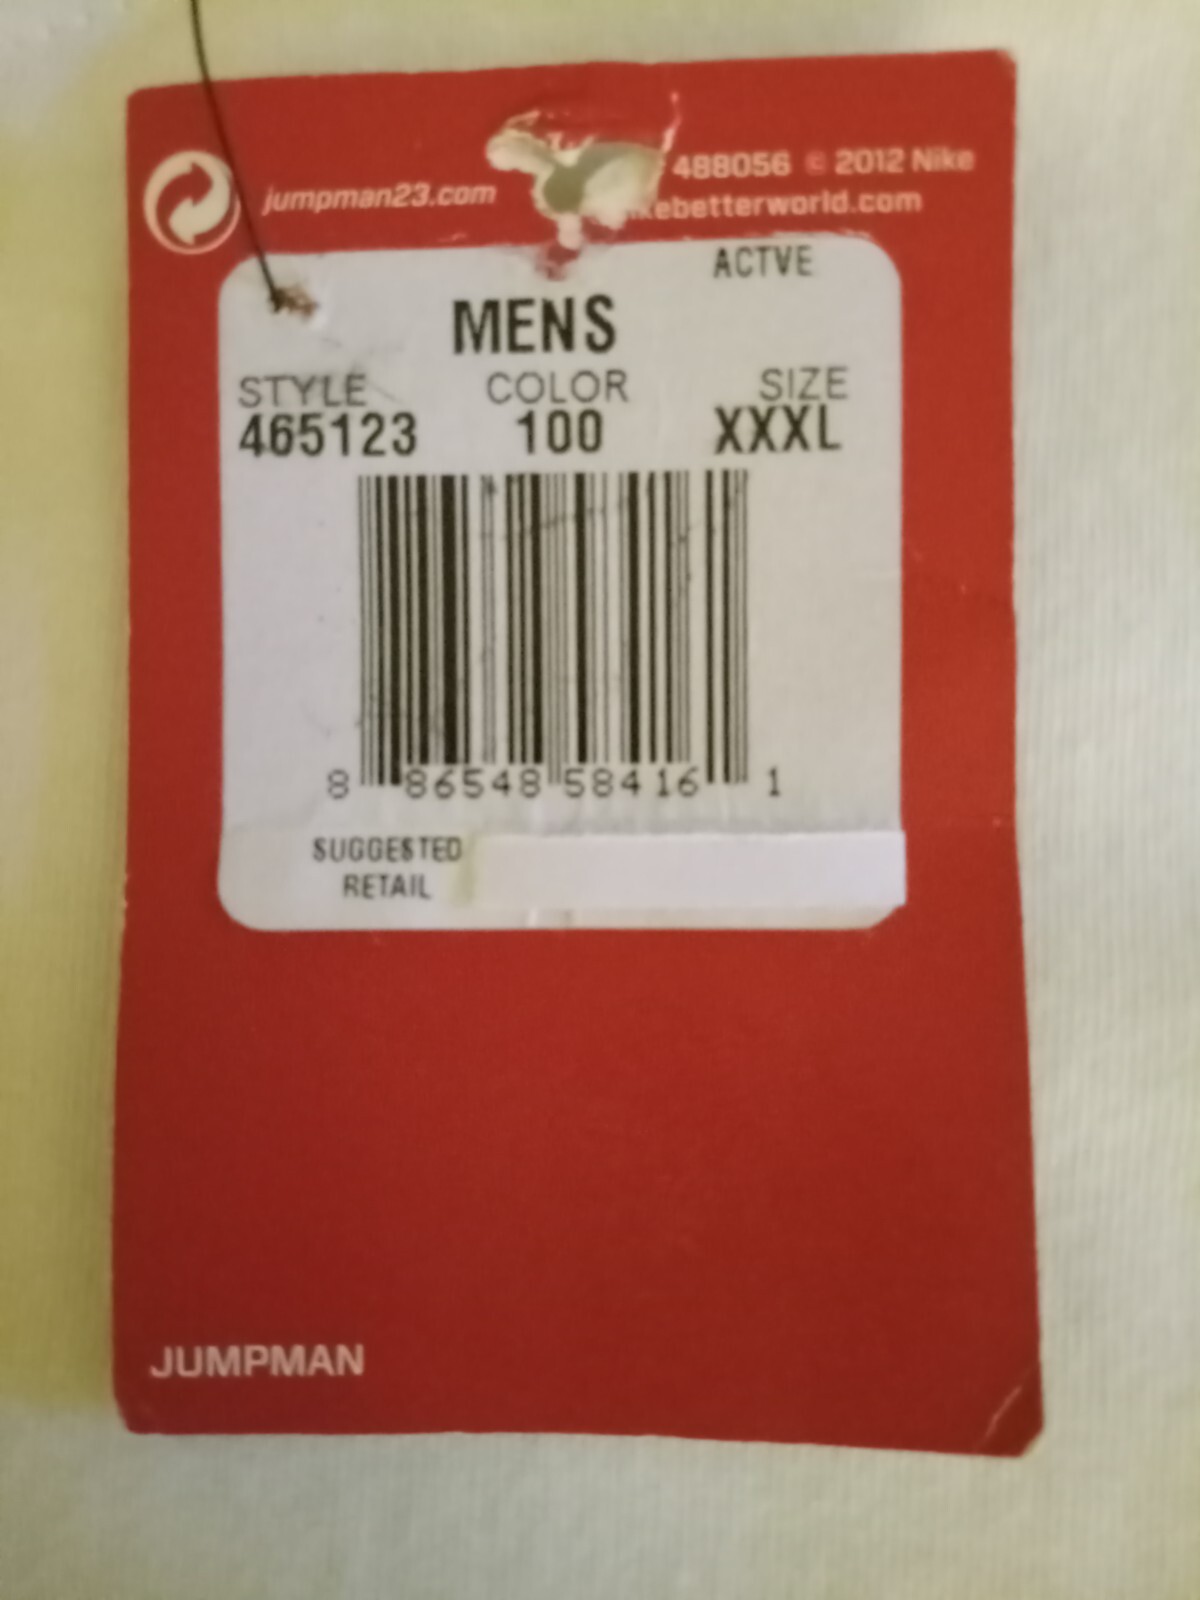 jumpman23.com
488056 © 2012 Nike
kebetterworld.com
ACTVE
MENS
STYLE COLOR SIZE
465123 100 XXXL
8 86548 58416 1
SUGGESTED
RETAIL
JUMPMAN